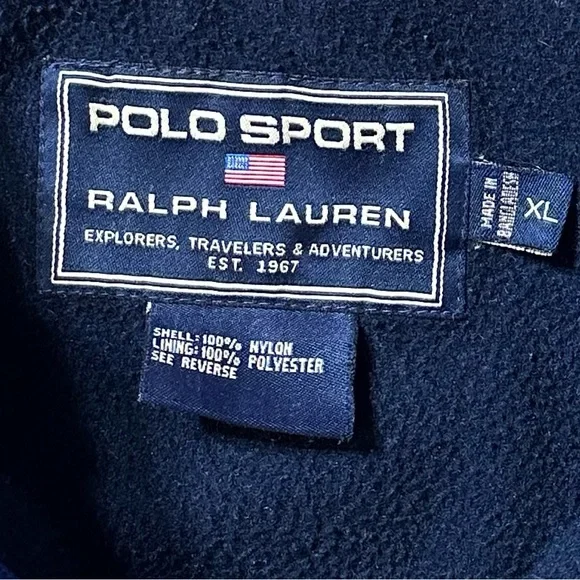 POLO SPORT
RALPH LAUREN
EXPLORERS, TRAVELERS & ADVENTURERS
EST. 1967
MADE IN
BANGLADESH
XL
SHELL: 100% NYLON
LINING: 100% POLYESTER
SEE REVERSE